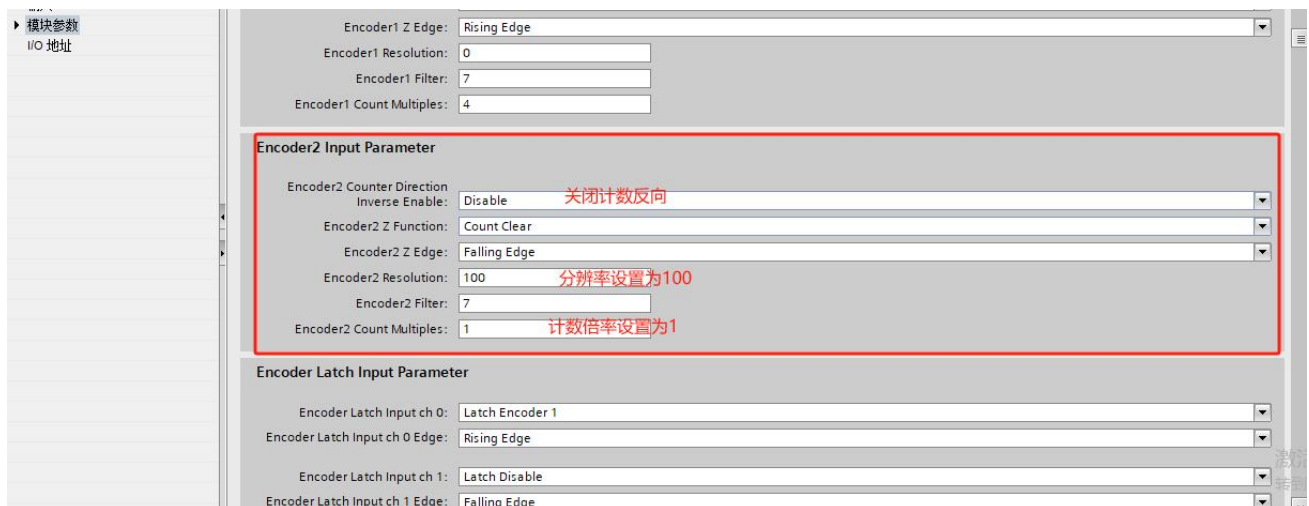 模块参数
I/O 地址
Encoder1 Z Edge: Rising Edge
Encoder1 Resolution: 0
Encoder1 Filter: 7
Encoder1 Count Multiples: 4
Encoder2 Input Parameter
Encoder2 Counter Direction
Inverse Enable: Disable 关闭计数反向
Encoder2 Z Function: Count Clear
Encoder2 Z Edge: Falling Edge
Encoder2 Resolution: 100 分辨率设置为100
Encoder2 Filter: 7
Encoder2 Count Multiples: 1 计数倍率设置为1
Encoder Latch Input Parameter
Encoder Latch Input ch 0: Latch Encoder 1
Encoder Latch Input ch 0 Edge: Rising Edge
激活
Encoder Latch Input ch 1: Latch Disable
转到
Encoder Latch Input ch 1 Edge: Falling Edge